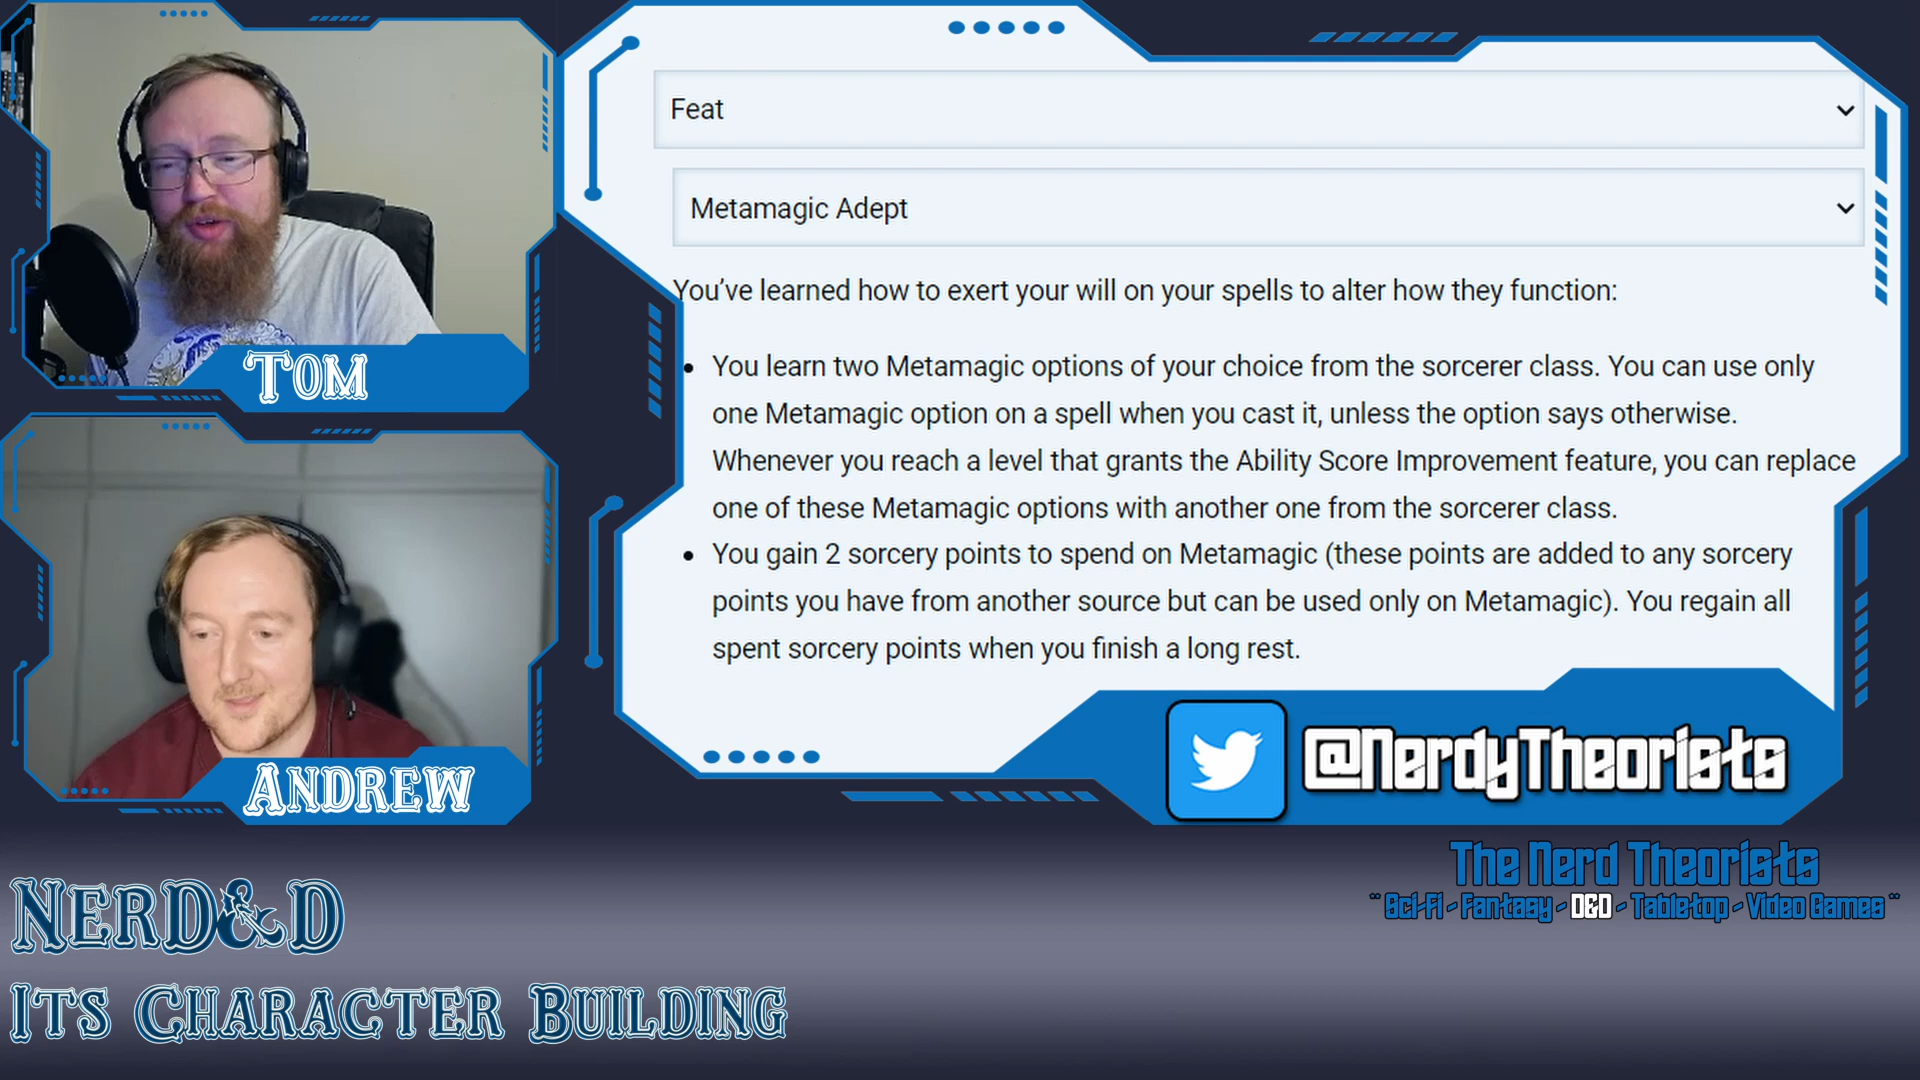 Feat
Metamagic Adept
You’ve learned how to exert your will on your spells to alter how they function:
• You learn two Metamagic options of your choice from the sorcerer class. You can use only
one Metamagic option on a spell when you cast it, unless the option says otherwise.
Whenever you reach a level that grants the Ability Score Improvement feature, you can replace
one of these Metamagic options with another one from the sorcerer class.
• You gain 2 sorcery points to spend on Metamagic (these points are added to any sorcery
points you have from another source but can be used only on Metamagic). You regain all
spent sorcery points when you finish a long rest.
Tom
Andrew
@NerdyTheorists
The Nerd Theorists
¨ Sci-Fi - Fantasy - D&D - Tabletop - Video Games ¨
NerD&D
Its Character Building